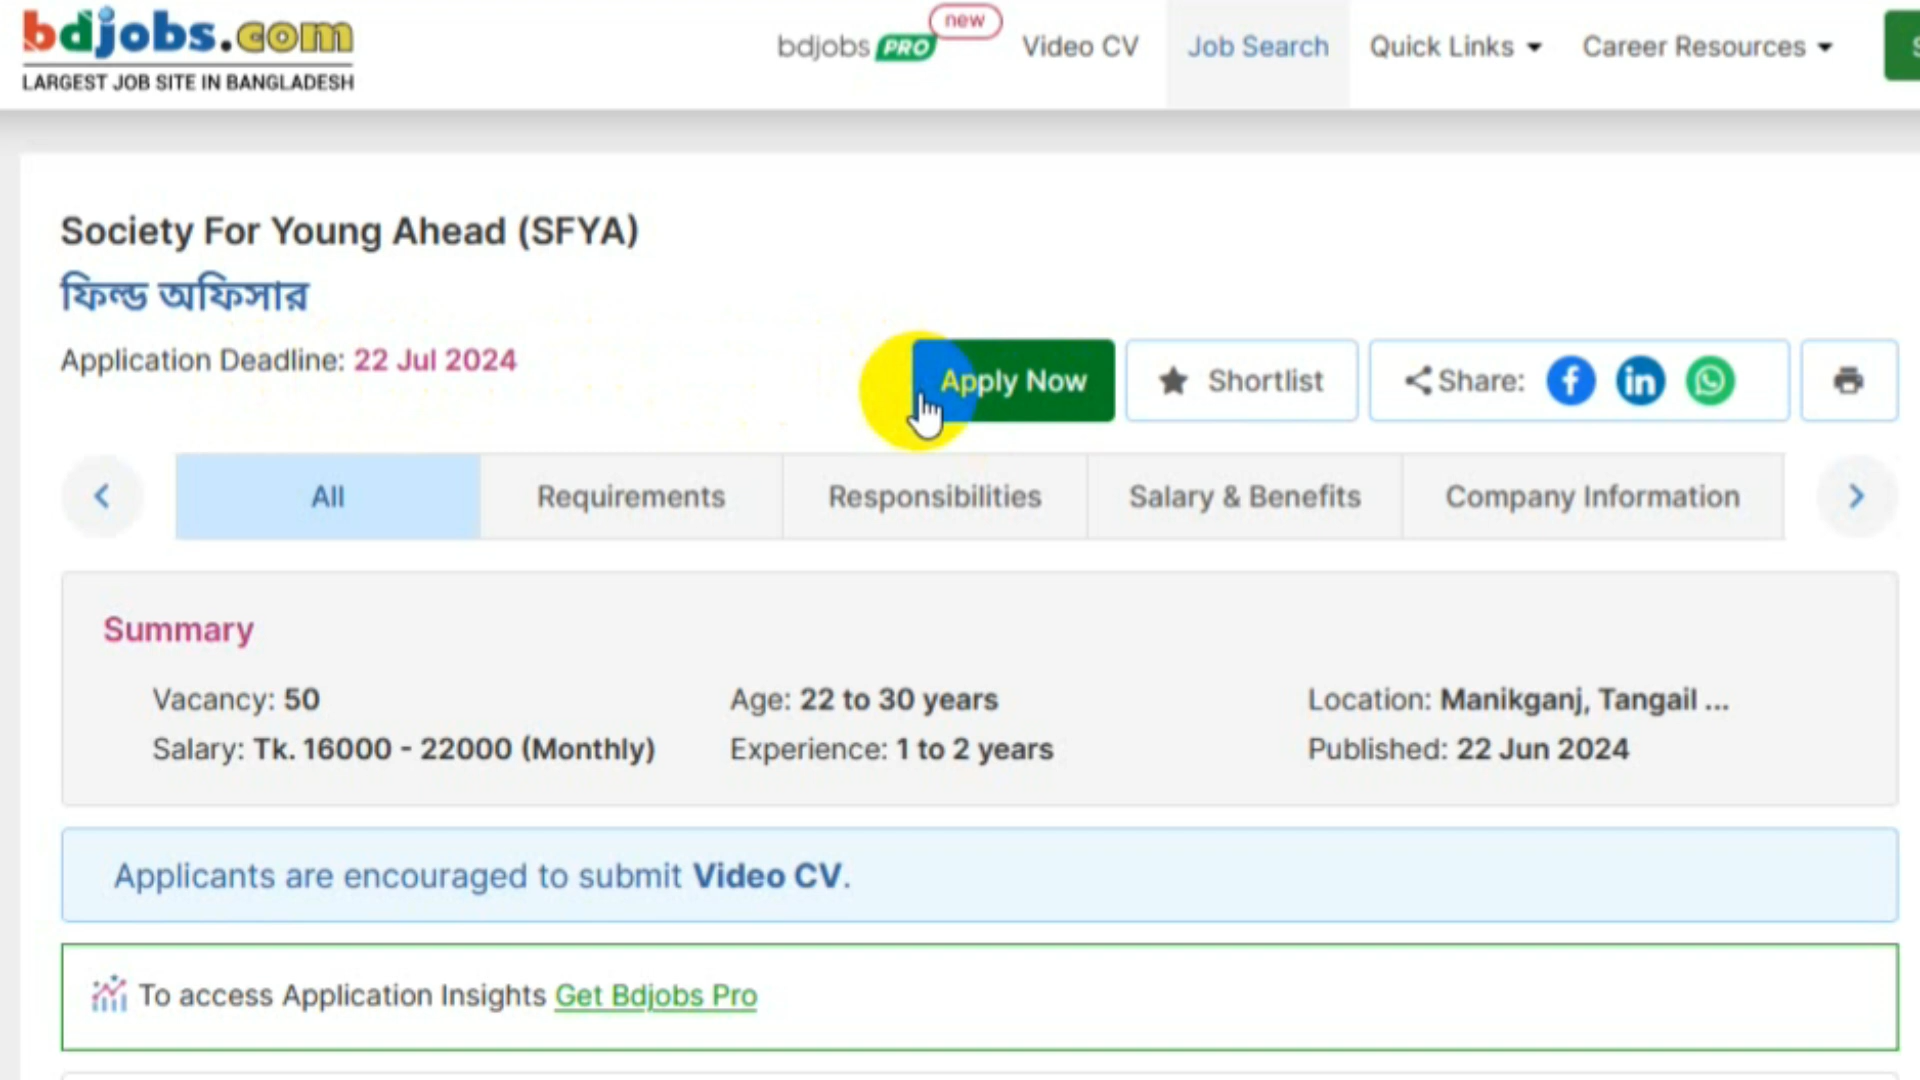 bdjobs.com
LARGEST JOB SITE IN BANGLADESH
bdjobs PRO new Video CV Job Search Quick Links Career Resources
Society For Young Ahead (SFYA)
ফিল্ড অফিসার
Application Deadline: 22 Jul 2024
Apply Now Shortlist Share:
All Requirements Responsibilities Salary & Benefits Company Information
Summary
Vacancy: 50 Age: 22 to 30 years Location: Manikganj, Tangail ...
Salary: Tk. 16000 - 22000 (Monthly) Experience: 1 to 2 years Published: 22 Jun 2024
Applicants are encouraged to submit Video CV.
To access Application Insights Get Bdjobs Pro